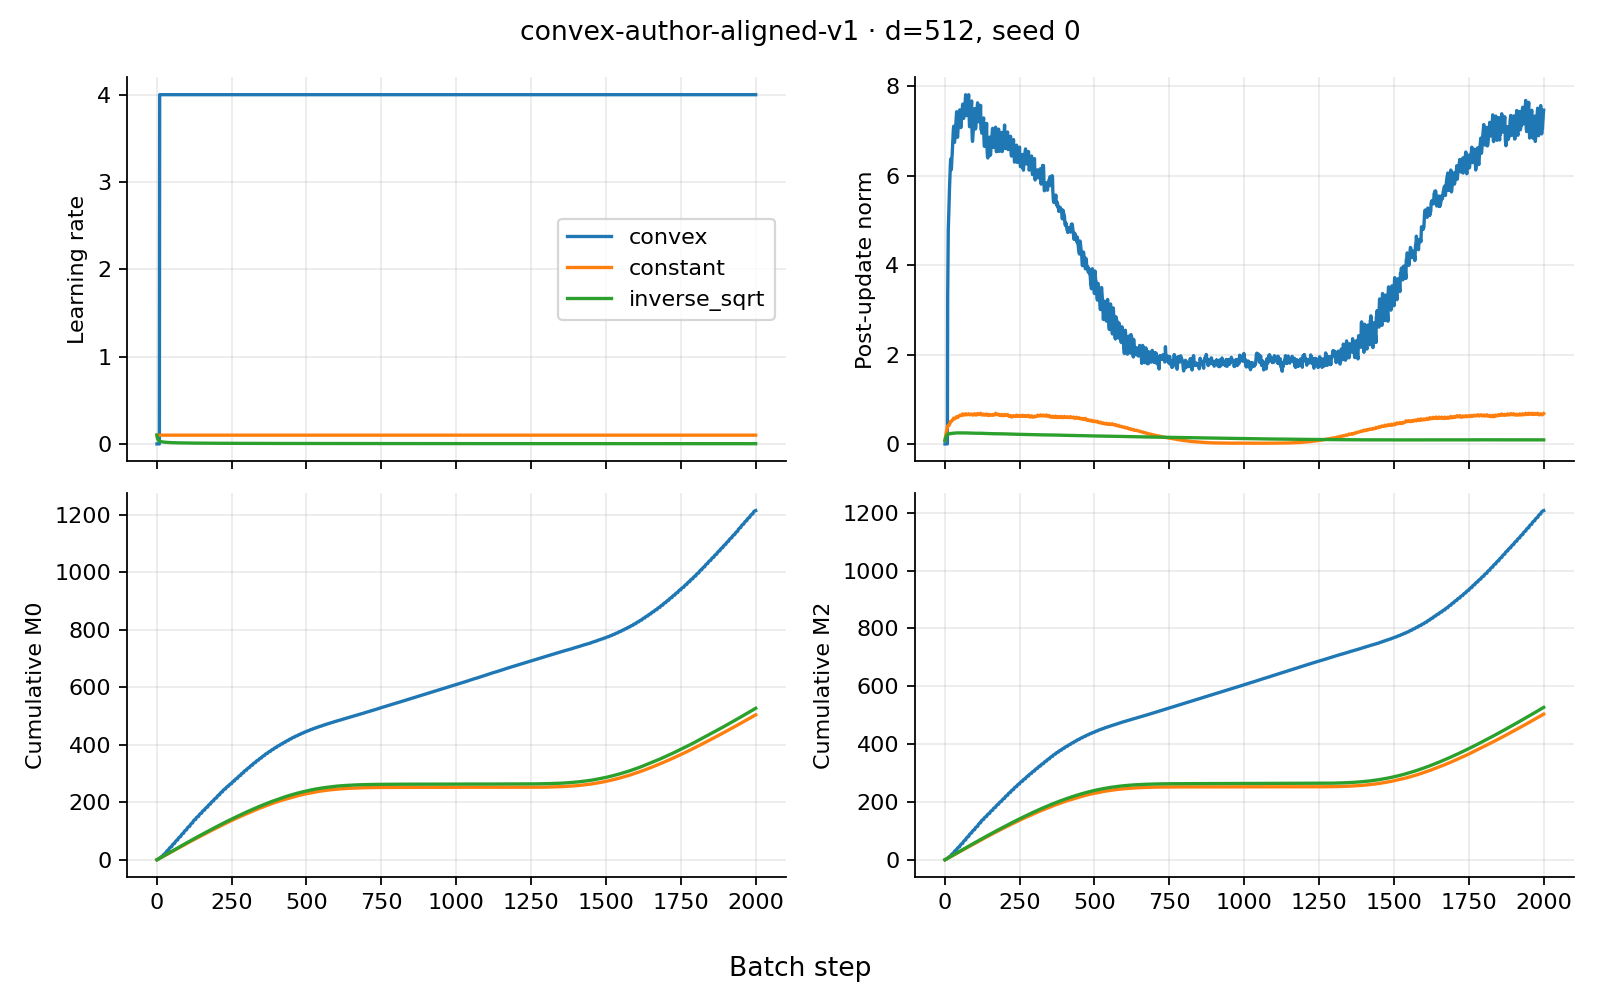 convex-author-aligned-v1 · d=512, seed 0
Learning rate
4
3
2
1
0
convex
constant
inverse_sqrt
Post-update norm
8
6
4
2
0
Cumulative M0
1200
1000
800
600
400
200
0
0 250 500 750 1000 1250 1500 1750 2000
Cumulative M2
1200
1000
800
600
400
200
0
0 250 500 750 1000 1250 1500 1750 2000
Batch step